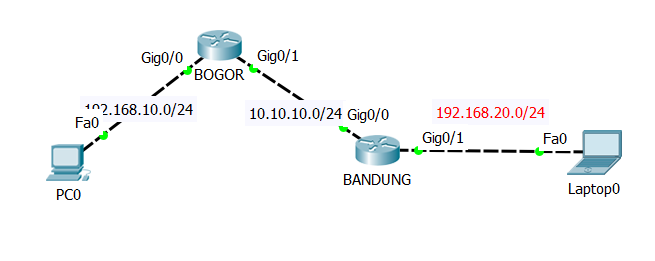 Gig0/0
Gig0/1
BOGOR
192.168.10.0/24
Fa0
PC0
10.10.10.0/24
Gig0/0
192.168.20.0/24
Gig0/1
Fa0
BANDUNG
Laptop0